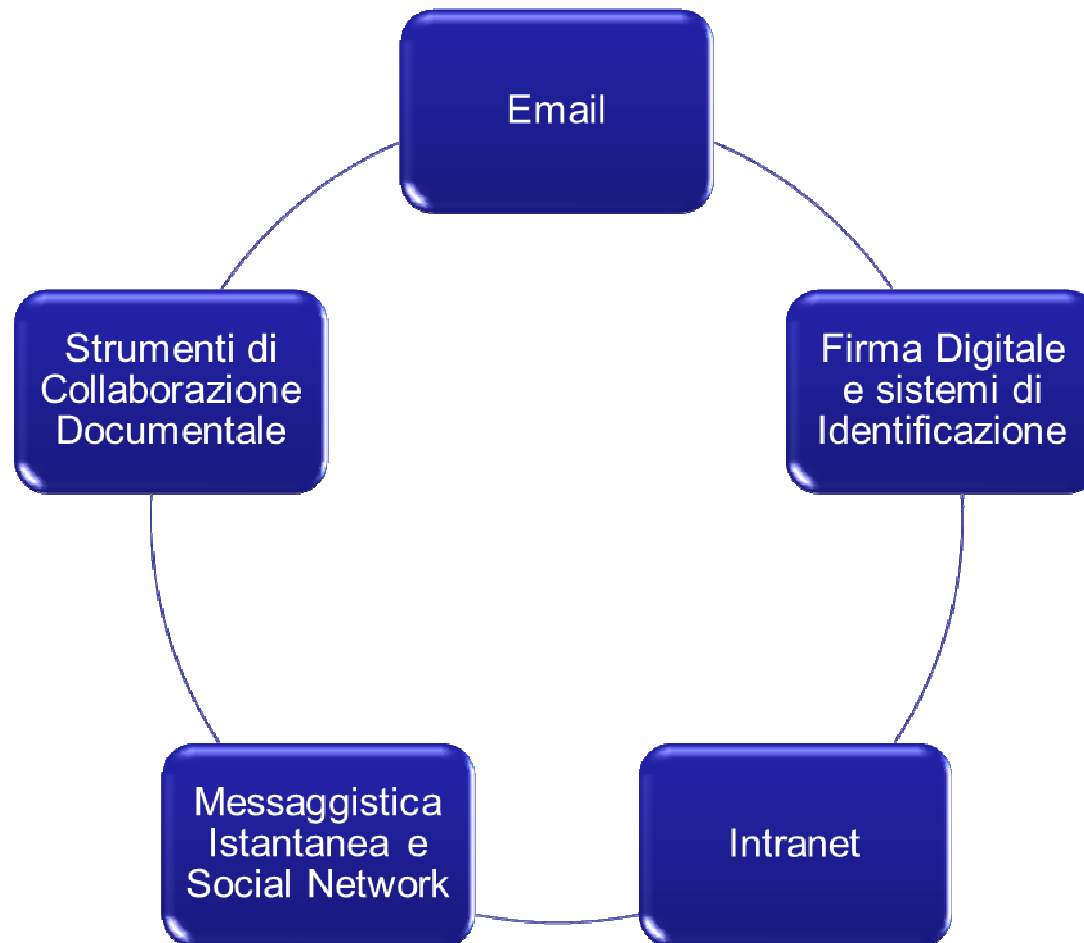 Email
Strumenti di
Collaborazione
Documentale
Firma Digitale
e sistemi di
Identificazione
Messaggistica
Istantanea e
Social Network
Intranet